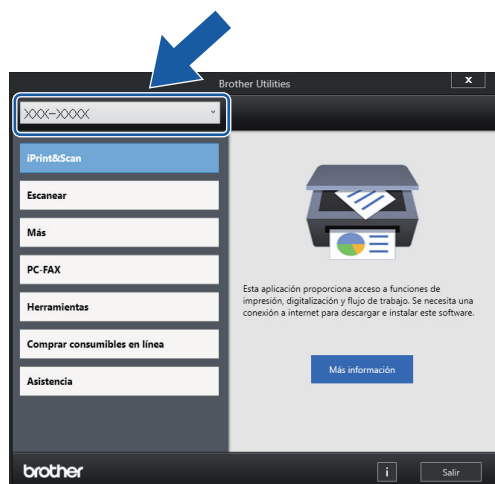 Brother Utilities
x
XXX-XXXX
iPrint&Scan
Escanear
Más
PC-FAX
Herramientas
Comprar consumibles en línea
Asistencia
Esta aplicación proporciona acceso a funciones de
impresión, digitalización y flujo de trabajo. Se necesita una
conexión a internet para descargar e instalar este software.
Más información
brother
i
Salir